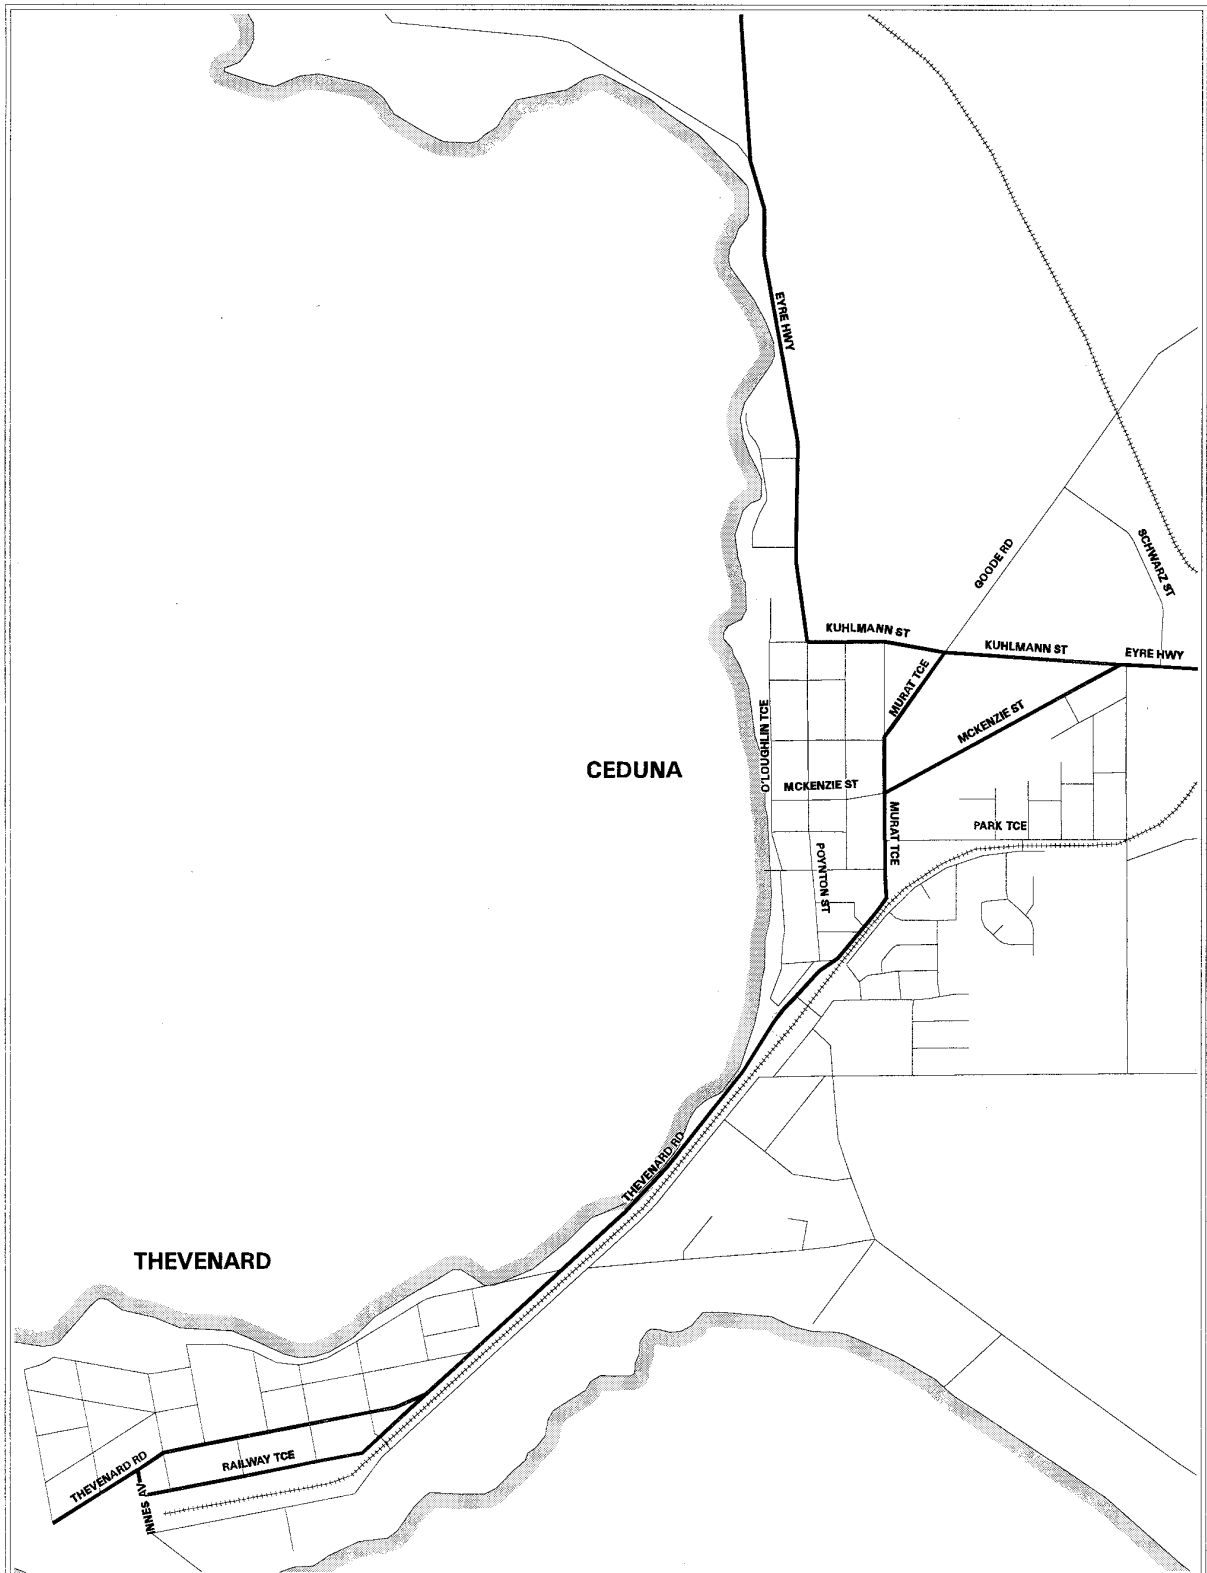 EYRE HWY
GOODE RD
SCHWARZ ST
KUHLMANN ST
KUHLMANN ST
EYRE HWY
MURAT TCE
MCKENZIE ST
O'LOUGHLIN TCE
CEDUNA
MCKENZIE ST
MURAT TCE
PARK TCE
POYNTON ST
THEVENARD RD
THEVENARD
RAILWAY TCE
THEVENARD RD
INNES AV